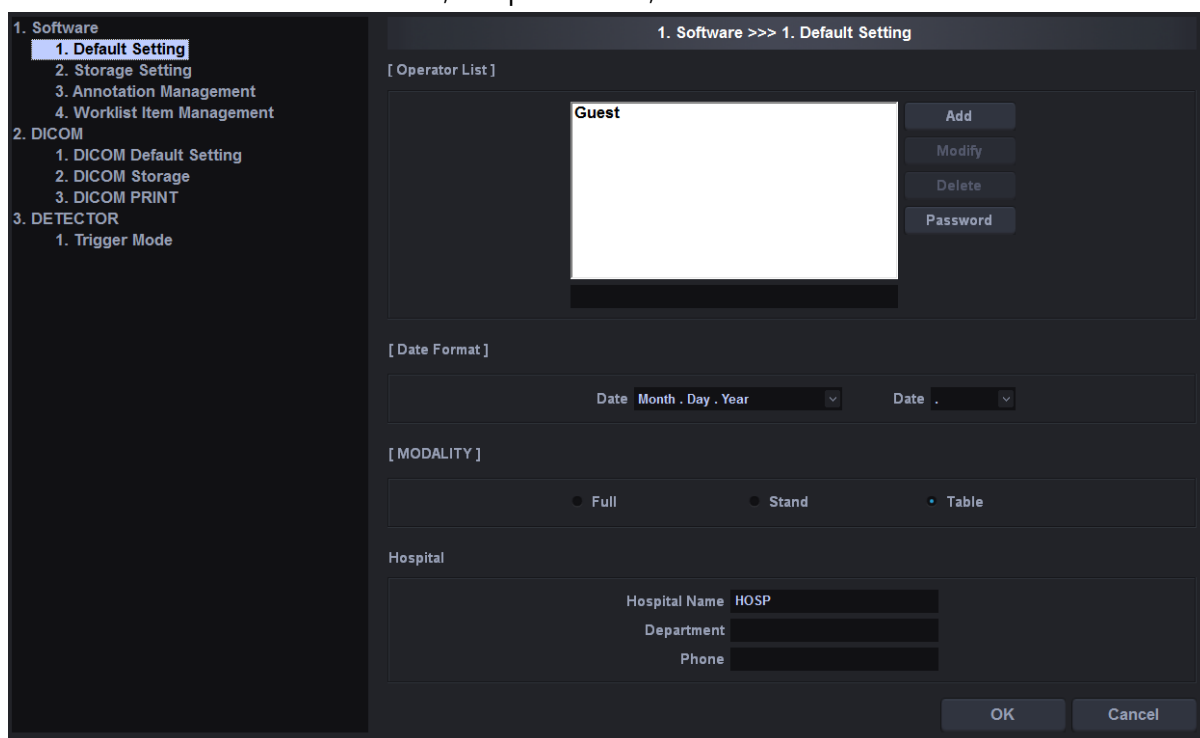 1. Software
1. Default Setting
2. Storage Setting
3. Annotation Management
4. Worklist Item Management
2. DICOM
1. DICOM Default Setting
2. DICOM Storage
3. DICOM PRINT
3. DETECTOR
1. Trigger Mode
1. Software >>> 1. Default Setting
[ Operator List ]
Guest
Add
Modify
Delete
Password
[ Date Format ]
Date Month . Day . Year Date .
[ MODALITY ]
Full Stand Table
Hospital
Hospital Name HOSP
Department
Phone
OK Cancel